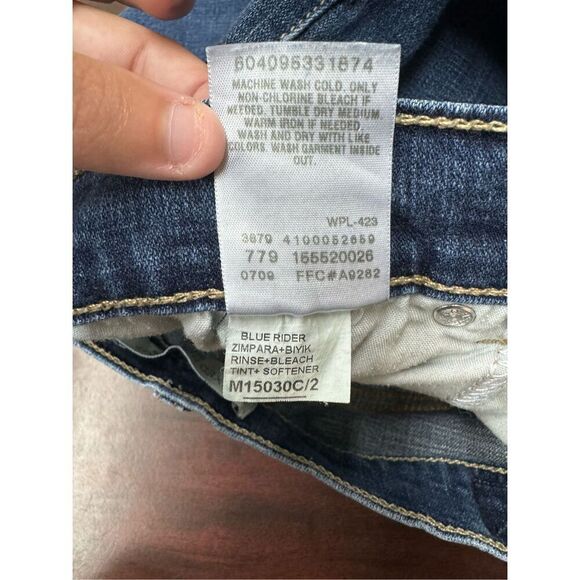 604095331874
MACHINE WASH COLD. ONLY
NON-CHLORINE BLEACH IF
NEEDED. TUMBLE DRY MEDIUM.
WARM IRON IF NEEDED.
WASH AND DRY WITH LIKE
COLORS. WASH GARMENT INSIDE
OUT.
WPL-423
3679 4100052659
779 155520026
0709 FFC#A9282
BLUE RIDER
ZIMPARA+BIYIK
RINSE+BLEACH
TINT+ SOFTENER
M15030C/2